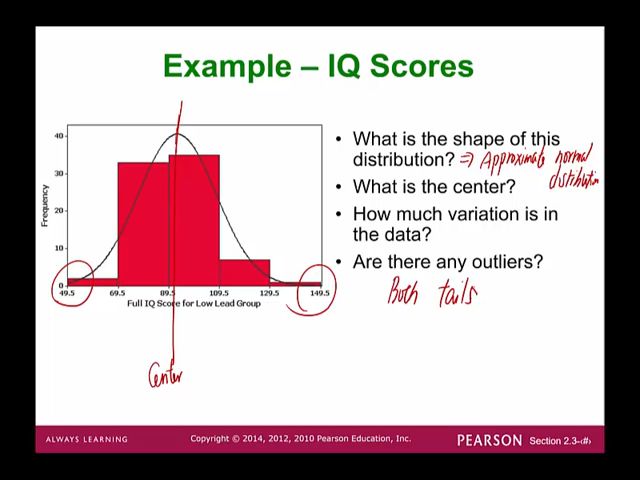 Example – IQ Scores
40
30
20
10
0
Frequency
49.5 69.5 89.5 109.5 129.5 149.5
Full IQ Score for Low Lead Group
Center
• What is the shape of this
distribution? ⇒ Approximate normal
distribution
• What is the center?
• How much variation is in
the data?
• Are there any outliers?
Both tails
ALWAYS LEARNING
Copyright © 2014, 2012, 2010 Pearson Education, Inc.
PEARSON
Section 2.3-‹#›